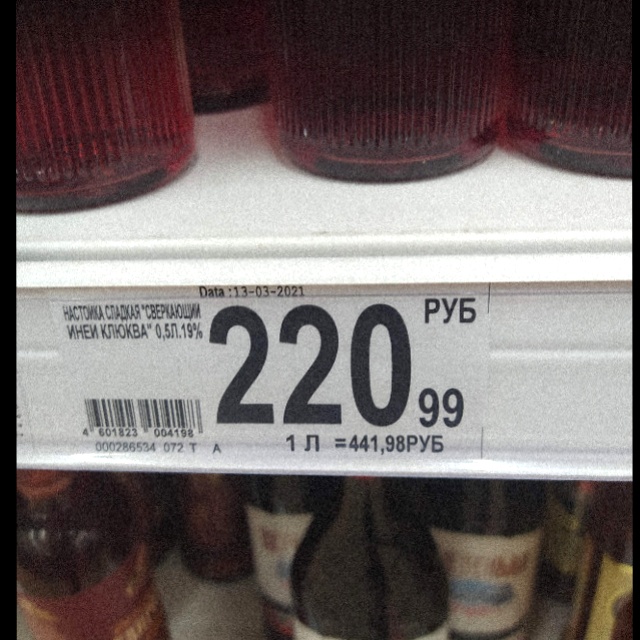 Data :13-03-2021
НАСТОЙКА СЛАДКАЯ "СВЕРКАЮЩИЙ
ИНЕЙ КЛЮКВА" 0,5Л.19%
220 99 РУБ
4 601823 004198
1 Л =441,98РУБ
000286534 072 Т А